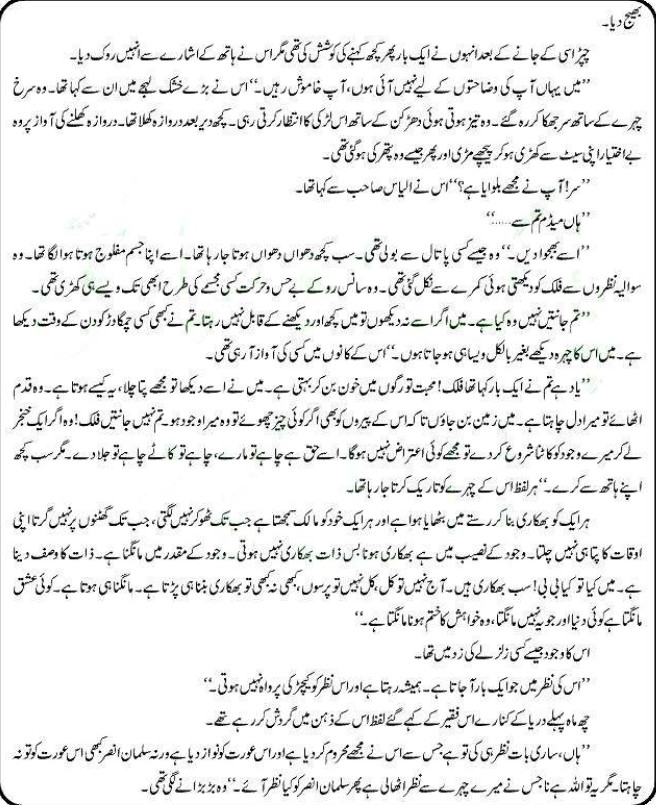 بھیج دیا۔
چپڑاسی کے جانے کے بعد انہوں نے ایک بار پھر کچھ کہنے کی کوشش کی تھی مگر اس نے ہاتھ کے اشارے سے انہیں روک دیا۔
’’میں یہاں آپ کی وضاحتوں کے لیے نہیں آئی ہوں، آپ خاموش رہیں۔‘‘ اس نے بڑے خشک لہجے میں ان سے کہا تھا۔ وہ سرخ
چہرے کے ساتھ سر جھکا کر رہ گئے۔ وہ تیز ہوتی ہوئی دھڑکن کے ساتھ اس لڑکی کا انتظار کرتی رہی۔ کچھ دیر بعد دروازہ کھلا تھا۔ دروازہ کھلنے کی آواز پر وہ
بے اختیار اپنی سیٹ سے کھڑی ہو کر پیچھے مڑی اور پھر جیسے وہ پتھر کی ہو گئی تھی۔
’’سر! آپ نے مجھے بلوایا ہے؟‘‘ اس نے الیاس صاحب سے کہا تھا۔
’’ہاں میڈم تم سے......‘‘
’’اسے بھجوا دیں۔‘‘ وہ جیسے کسی پاتال سے بولی تھی۔ سب کچھ دھواں دھواں ہوتا جا رہا تھا۔ اسے اپنا جسم مفلوج ہوتا ہوا لگا تھا۔ وہ
سوالیہ نظروں سے فلک کو دیکھتی ہوئی کمرے سے نکل گئی تھی۔ وہ سانس روکے بے حس و حرکت کسی مجسمے کی طرح ابھی تک ویسے ہی کھڑی تھی۔
’’تم جانتیں نہیں وہ کیا ہے۔ میں اگر اسے نہ دیکھوں تو میں کچھ اور دیکھنے کے قابل نہیں رہتا۔ تم نے کبھی کسی چمگادڑ کو دن کے وقت دیکھا
ہے۔ میں اس کا چہرہ دیکھے بغیر بالکل ویسا ہی ہو جاتا ہوں۔‘‘ اس کے کانوں میں کسی کی آواز آ رہی تھی۔
’’یاد ہے تم نے ایک بار کہا تھا فلک! محبت تو رگوں میں خون بن کر بہتی ہے۔ میں نے اسے دیکھا تو مجھے پتا چلا، یہ کیسے ہوتا ہے۔ وہ قدم
اٹھائے تو میرا دل چاہتا ہے۔ میں زمین بن جاؤں تاکہ اس کے پیروں کو بھی اگر کوئی چیز چھوئے تو وہ میرا وجود ہو۔ تم نہیں جانتیں فلک! وہ اگر ایک خنجر
لے کر میرے وجود کو کاٹنا شروع کر دے تو مجھے کوئی اعتراض نہیں ہوگا۔ اسے حق ہے چاہے تو مارے، چاہے تو کاٹے چاہے تو جلا دے۔ مگر سب کچھ
اپنے ہاتھ سے کرے۔‘‘ ہر لفظ اس کے چہرے کو تاریک کرتا جا رہا تھا۔
ہر ایک کو بھکاری بنا کر رستے میں بٹھایا ہوا ہے اور ہر ایک خود کو مالک سمجھتا ہے جب تک ٹھوکر نہیں لگتی، جب تک گھٹنوں پر نہیں گرتا اپنی
اوقات کا پتا ہی نہیں چلتا۔ وجود کے نصیب میں ہے بھکاری ہونا بس ذات بھکاری نہیں ہوتی۔ وجود کے مقدر میں مانگنا ہے۔ ذات کا وصف دینا
ہے۔ میں کیا تو کیا بی بی! سب بھکاری ہیں۔ آج نہیں تو کل، کل نہیں تو پرسوں، کبھی نہ کبھی تو بھکاری بننا ہی پڑتا ہے۔ مانگنا ہی ہوتا ہے۔ کوئی عشق
مانگتا ہے کوئی دنیا اور جو یہ نہیں مانگتا، وہ خواہش کا ختم ہونا مانگتا ہے۔‘‘
اس کا وجود جیسے کسی زلزلے کی زد میں تھا۔
’’اس کی نظر میں جو ایک بار آ جاتا ہے۔ ہمیشہ رہتا ہے اور اس نظر کو کیچڑ کی پرواہ نہیں ہوتی۔‘‘
چھ ماہ پہلے دریا کے کنارے اس فقیر کے کہے گئے لفظ اس کے ذہن میں گردش کر رہے تھے۔
’’ہاں، ساری بات نظر ہی کی تو ہے جس سے اس نے مجھے محروم کر دیا ہے اور اس عورت کو نواز دیا ہے ورنہ سلمان انصر کبھی اس عورت کو تو نہ
چاہتا۔ مگر یہ تو اللہ ہے نا جس نے میرے چہرے سے نظر اٹھا لی ہے پھر سلمان انصر کو کیا نظر آئے۔‘‘ وہ بڑبڑانے لگی تھی۔